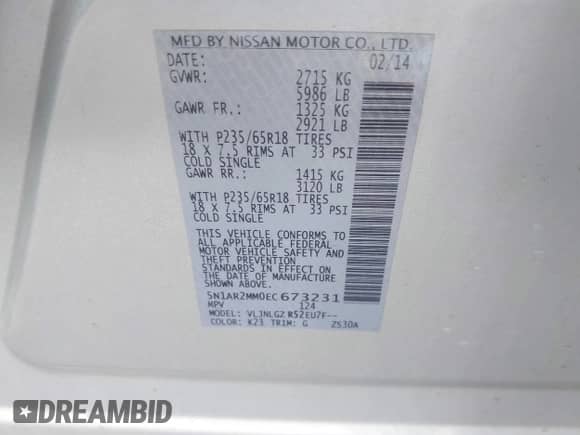 MFD BY NISSAN MOTOR CO., LTD.
DATE: 02/14
GVWR: 2715 KG
5986 LB
GAWR FR.: 1325 KG
2921 LB
WITH P235/65R18 TIRES
18 X 7.5 RIMS AT 33 PSI
COLD SINGLE
GAWR RR.: 1415 KG
3120 LB
WITH P235/65R18 TIRES
18 X 7.5 RIMS AT 33 PSI
COLD SINGLE
THIS VEHICLE CONFORMS TO
ALL APPLICABLE FEDERAL
MOTOR VEHICLE SAFETY AND
THEFT PREVENTION
STANDARDS IN EFFECT ON
THE DATE OF MANUFACTURE
SHOWN ABOVE.
5N1AR2MM0EC673231
MPV 124
MODEL: VLJNLGZ R52EU7F--
COLOR: K23 TRIM: G ZS30A
DREAMBID